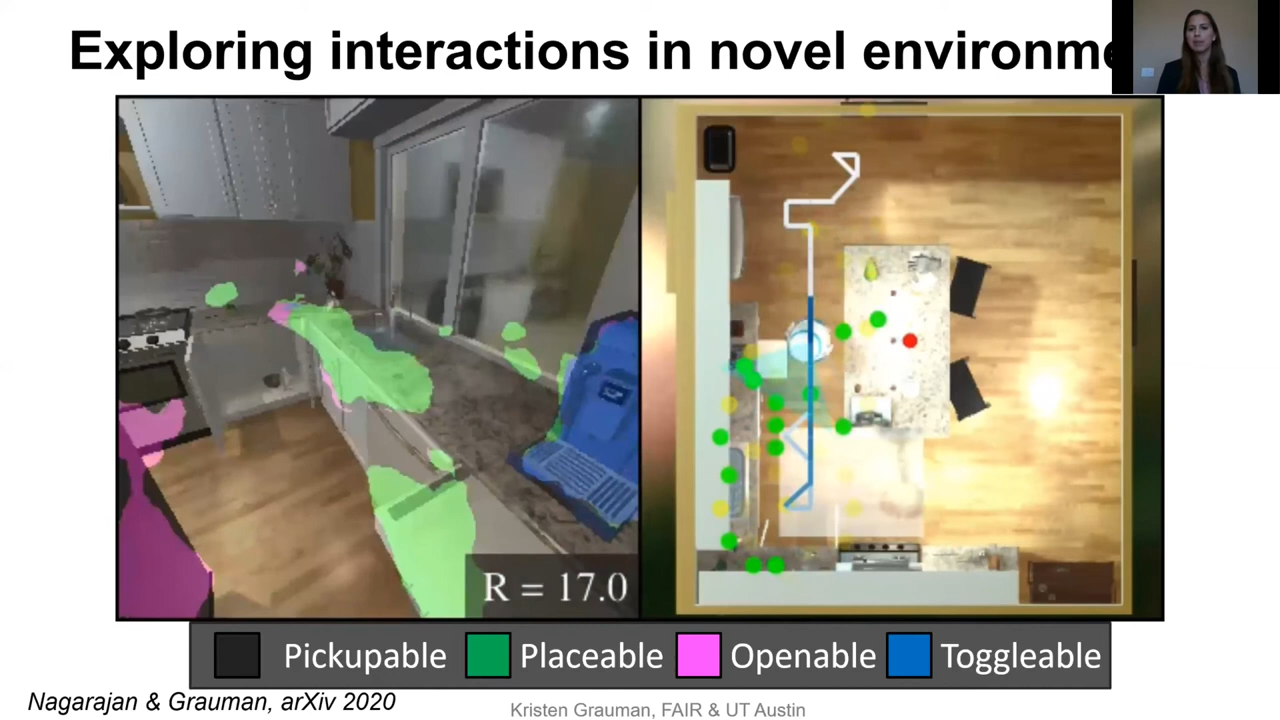 Exploring interactions in novel environme
R = 17.0
Pickupable Placeable Openable Toggleable
Nagarajan & Grauman, arXiv 2020
Kristen Grauman, FAIR & UT Austin